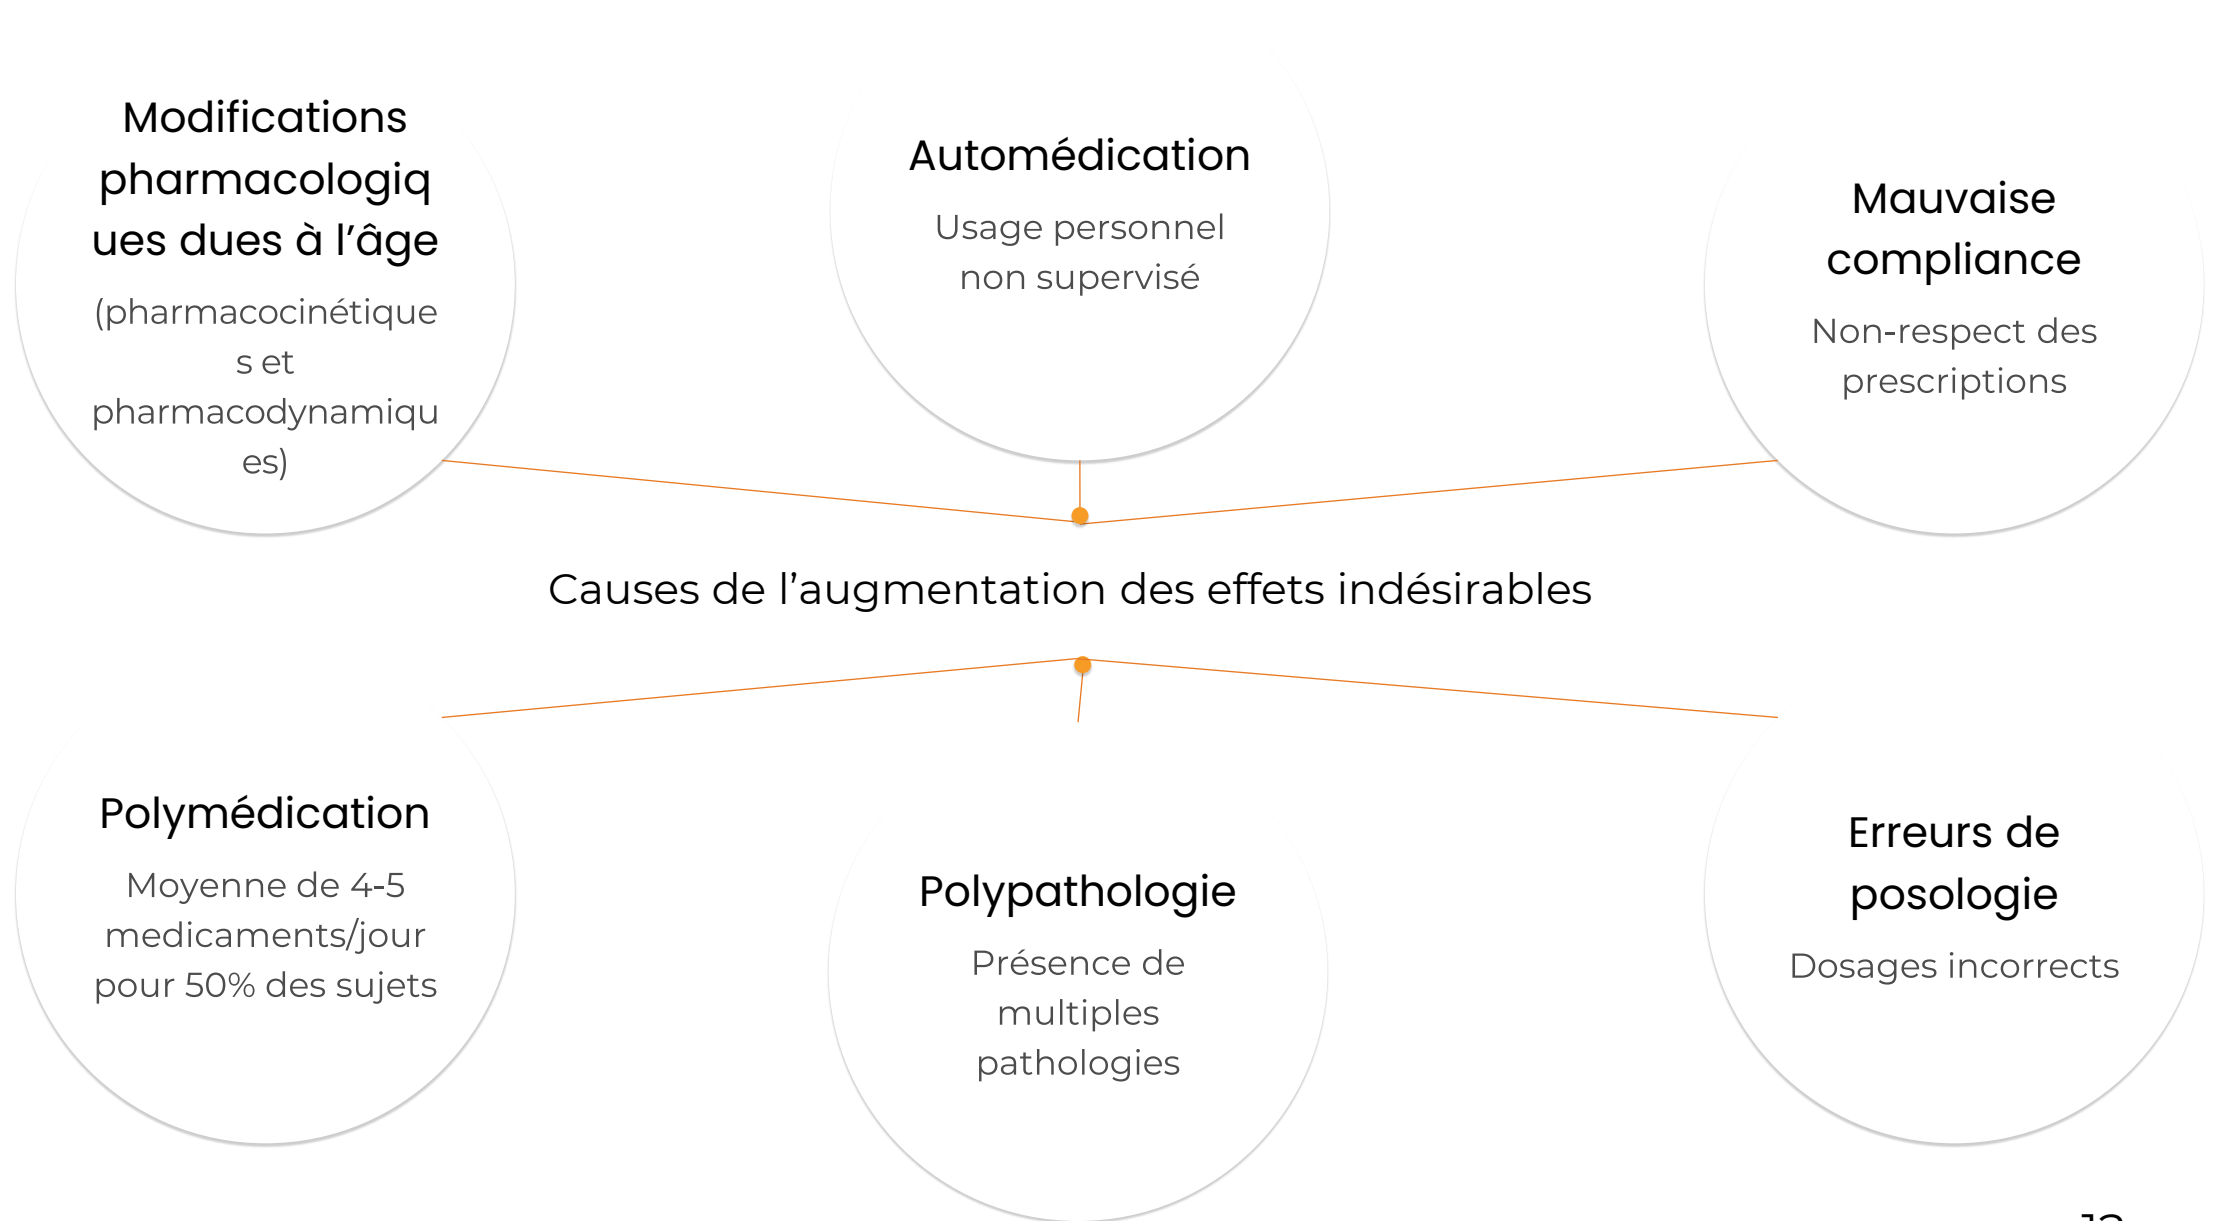 Modifications
pharmacologiq
ues dues à l’âge
(pharmacocinétique
s et
pharmacodynamiqu
es)
Automédication
Usage personnel
non supervisé
Mauvaise
compliance
Non-respect des
prescriptions
Causes de l’augmentation des effets indésirables
Polymédication
Moyenne de 4-5
medicaments/jour
pour 50% des sujets
Polypathologie
Présence de
multiples
pathologies
Erreurs de
posologie
Dosages incorrects